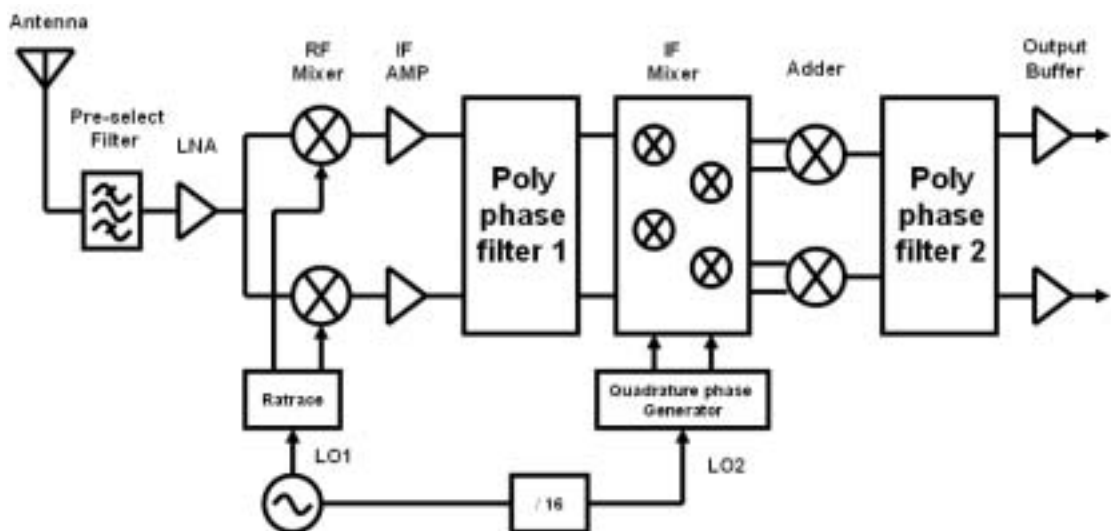 Antenna
RF
Mixer
IF
AMP
IF
Mixer
Adder
Output
Buffer
Pre-select
Filter
LNA
Poly
phase
filter 1
Poly
phase
filter 2
Ratrace
Quadrature phase
Generator
LO1
LO2
/ 16